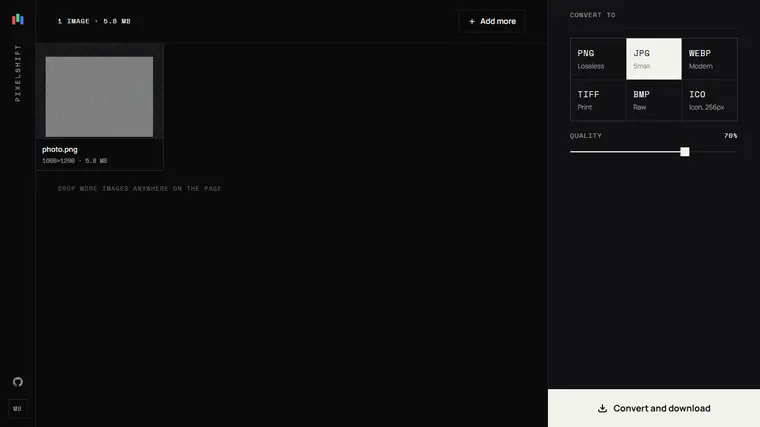 PIXELSHIFT
1 IMAGE · 5.8 MB
+ Add more
photo.png
1600×1200 · 5.8 MB
DROP MORE IMAGES ANYWHERE ON THE PAGE
MB
CONVERT TO
PNG
Lossless
JPG
Small
WEBP
Modern
TIFF
Print
BMP
Raw
ICO
Icon, 256px
QUALITY 70%
Convert and download